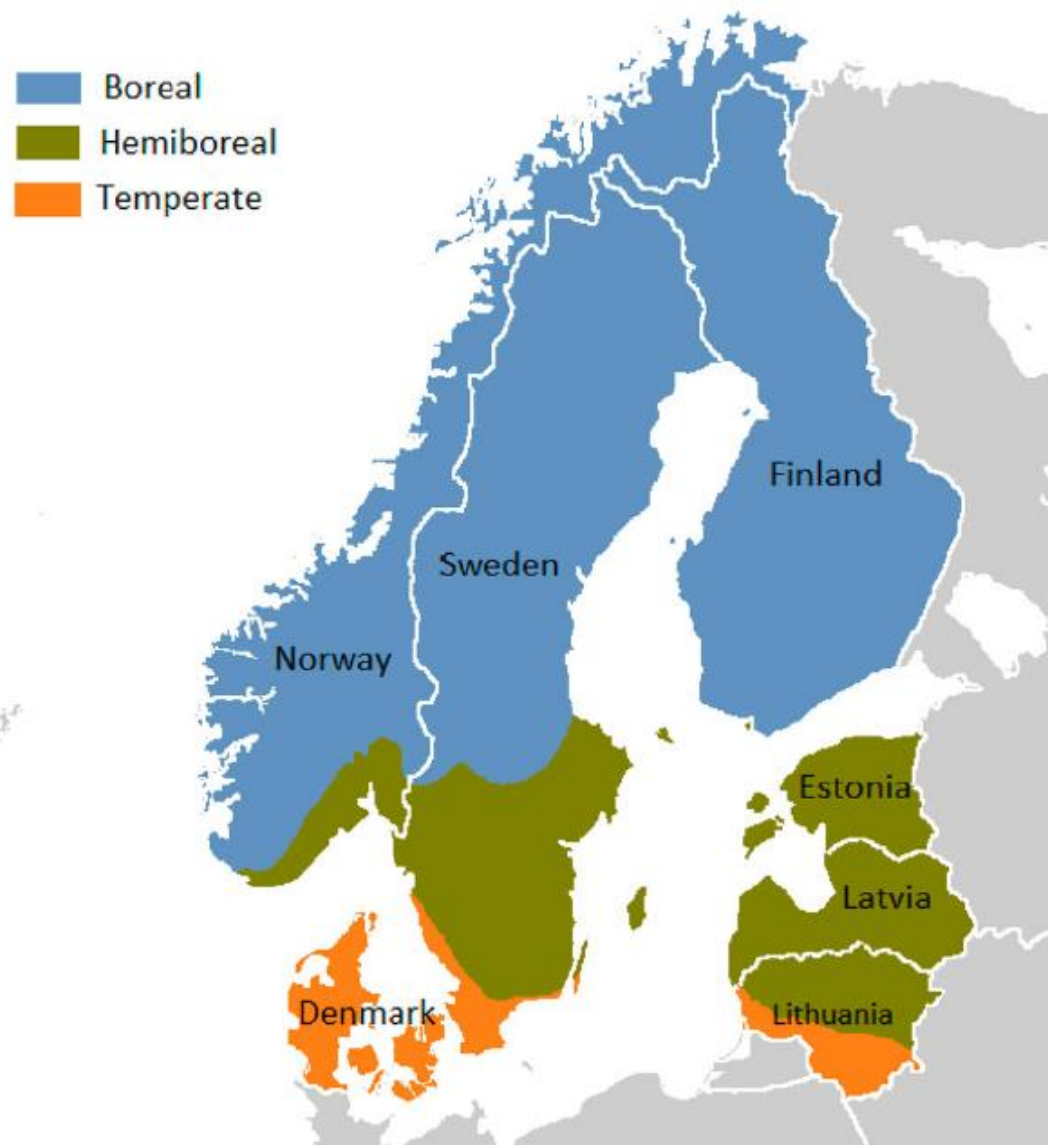 Boreal
Hemiboreal
Temperate
Finland
Sweden
Norway
Estonia
Latvia
Denmark
Lithuania